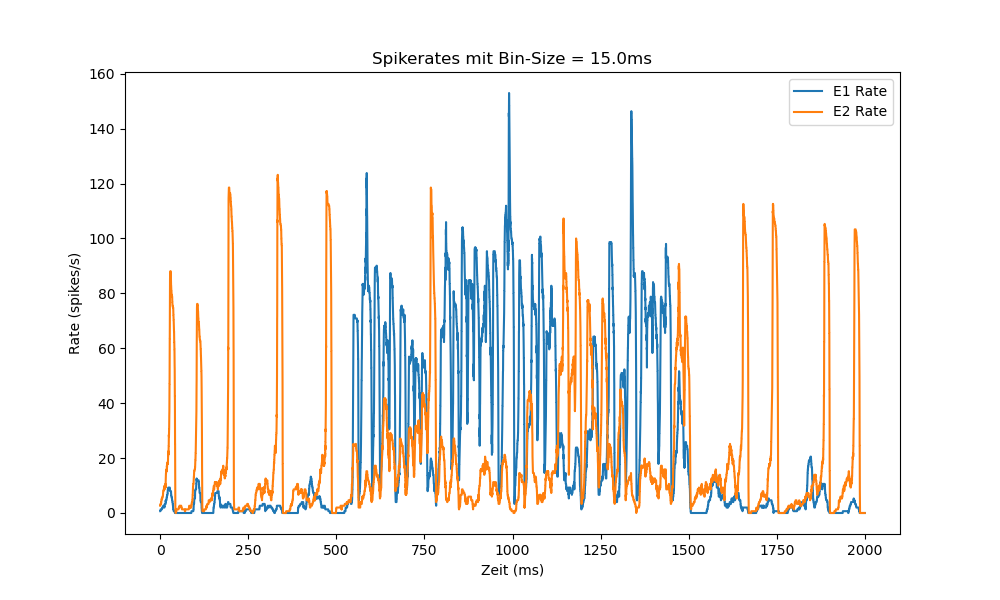 Spikerates mit Bin-Size = 15.0ms
160
140
120
100
80
60
40
20
0
Rate (spikes/s)
E1 Rate
E2 Rate
0 250 500 750 1000 1250 1500 1750 2000
Zeit (ms)